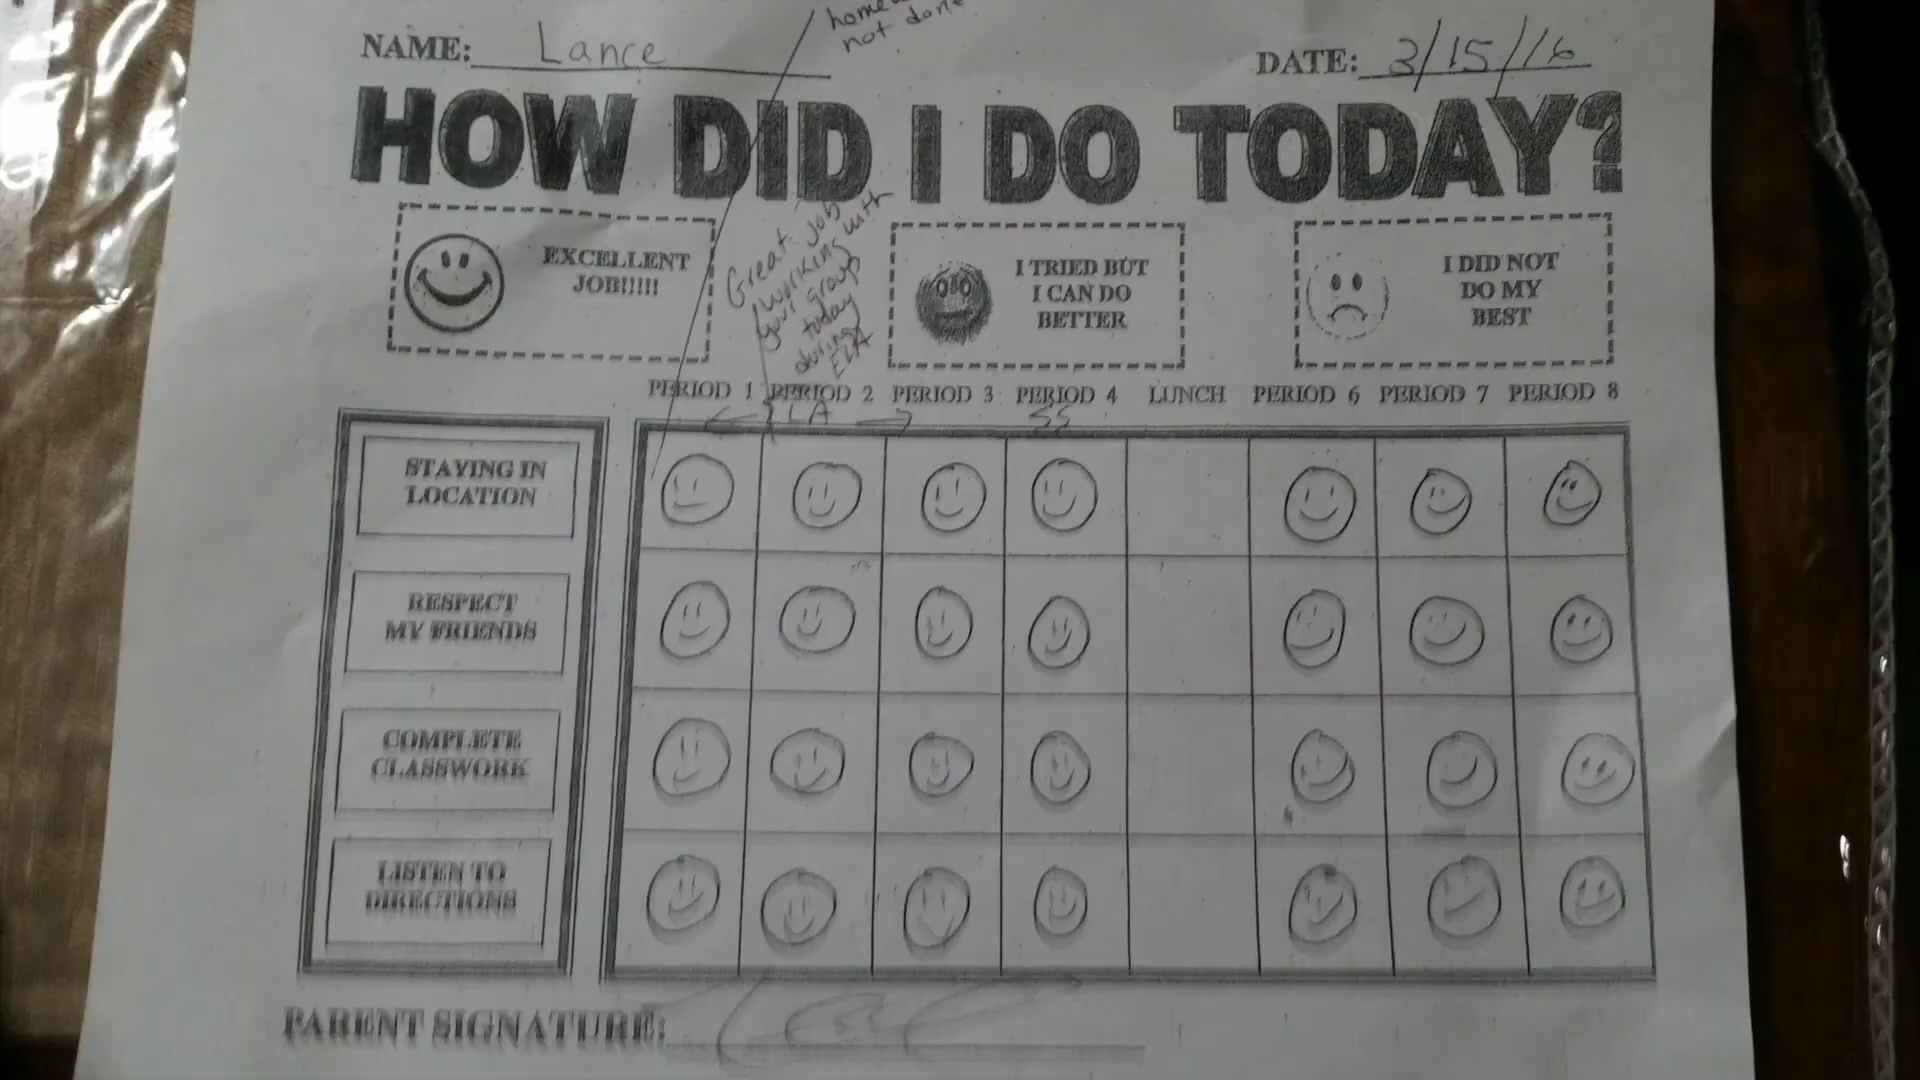 not done
NAME: Lance
DATE: 3/15/16
HOW DID I DO TODAY?
EXCELLENT
JOB!!!!!
Great Job
working with
your group
today
during
ELA
I TRIED BUT
I CAN DO
BETTER
I DID NOT
DO MY
BEST
PERIOD 1 PERIOD 2 PERIOD 3 PERIOD 4 LUNCH PERIOD 6 PERIOD 7 PERIOD 8
ELA SS
STAYING IN
LOCATION
RESPECT
MY FRIENDS
COMPLETE
CLASSWORK
LISTEN TO
DIRECTIONS
PARENT SIGNATURE: